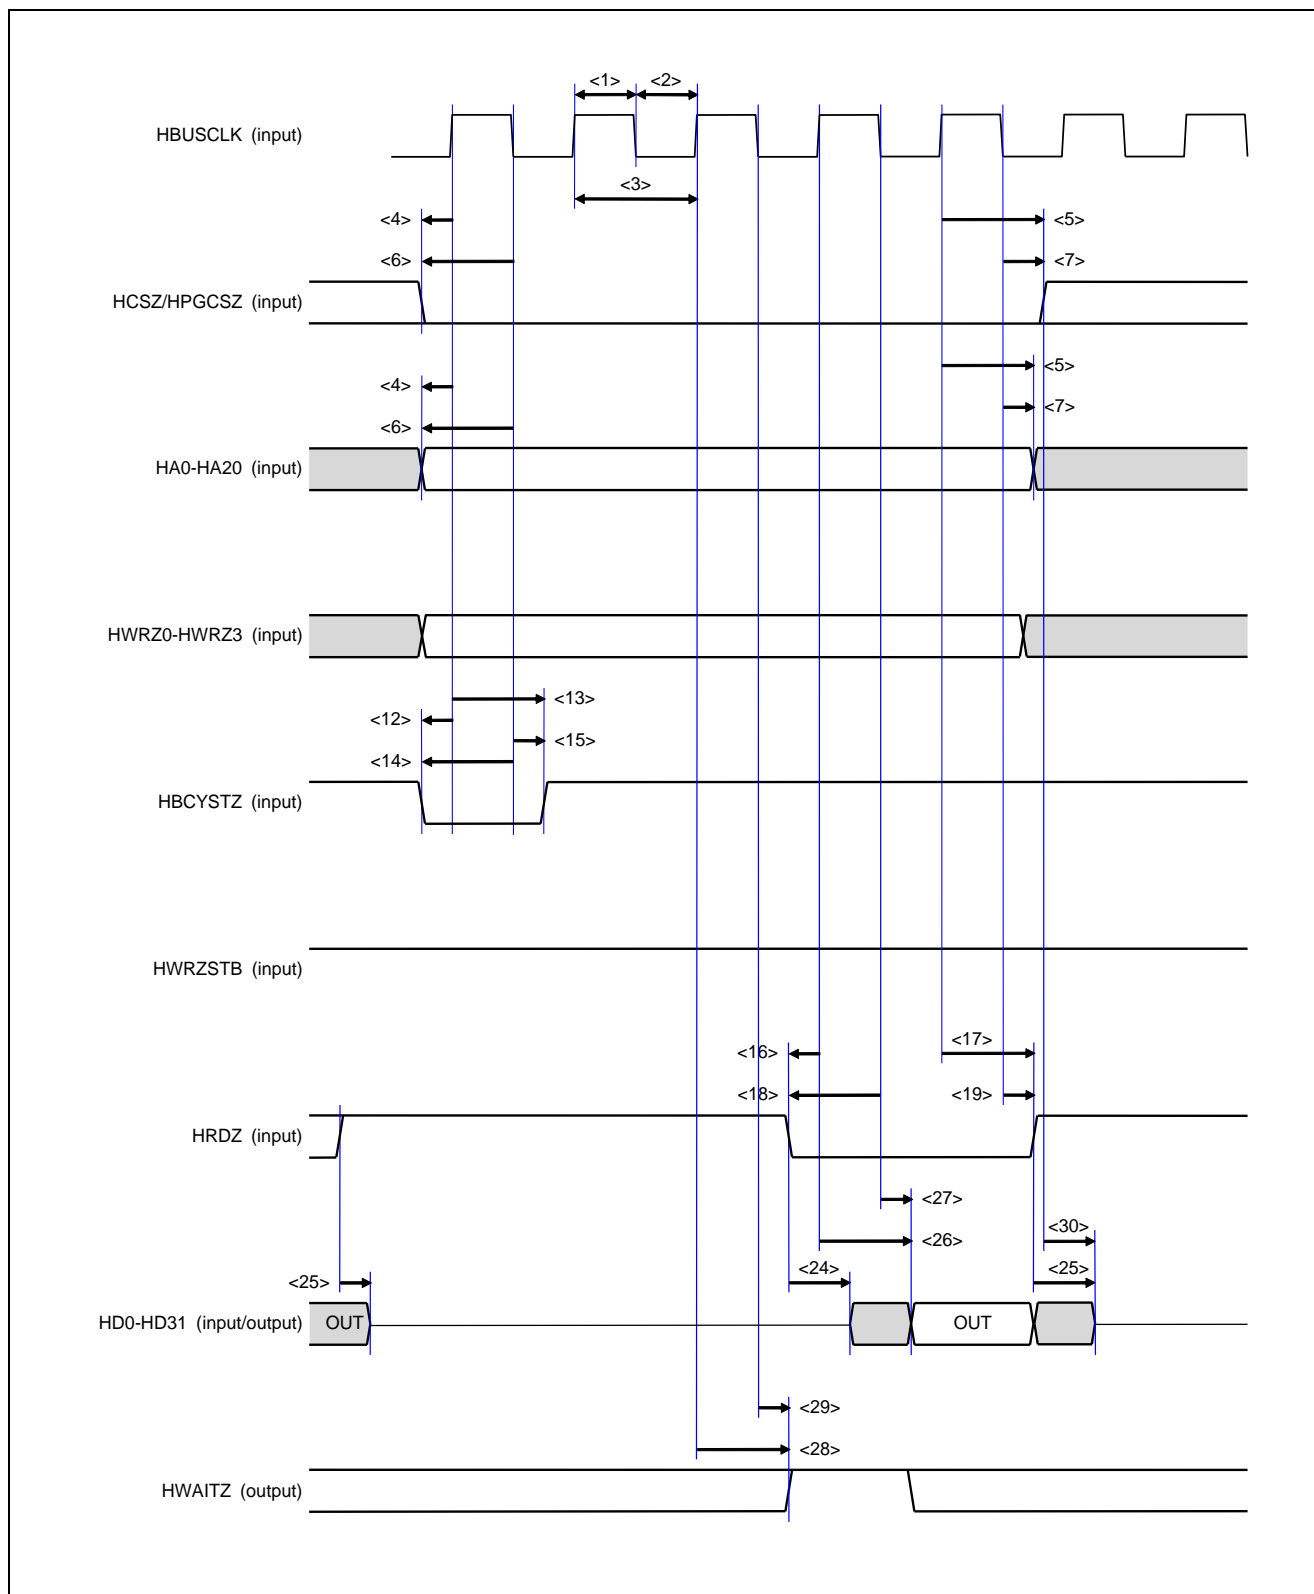 <1>
<2>
HBUSCLK (input)
<3>
<4>
<5>
<6>
<7>
HCSZ/HPGCSZ (input)
<5>
<4>
<7>
<6>
HA0-HA20 (input)
HWRZ0-HWRZ3 (input)
<13>
<12>
<15>
<14>
HBCYSTZ (input)
HWRZSTB (input)
<17>
<16>
<18>
<19>
HRDZ (input)
<27>
<30>
<26>
<24>
<25>
<25>
HD0-HD31 (input/output)
OUT
OUT
<29>
<28>
HWAITZ (output)